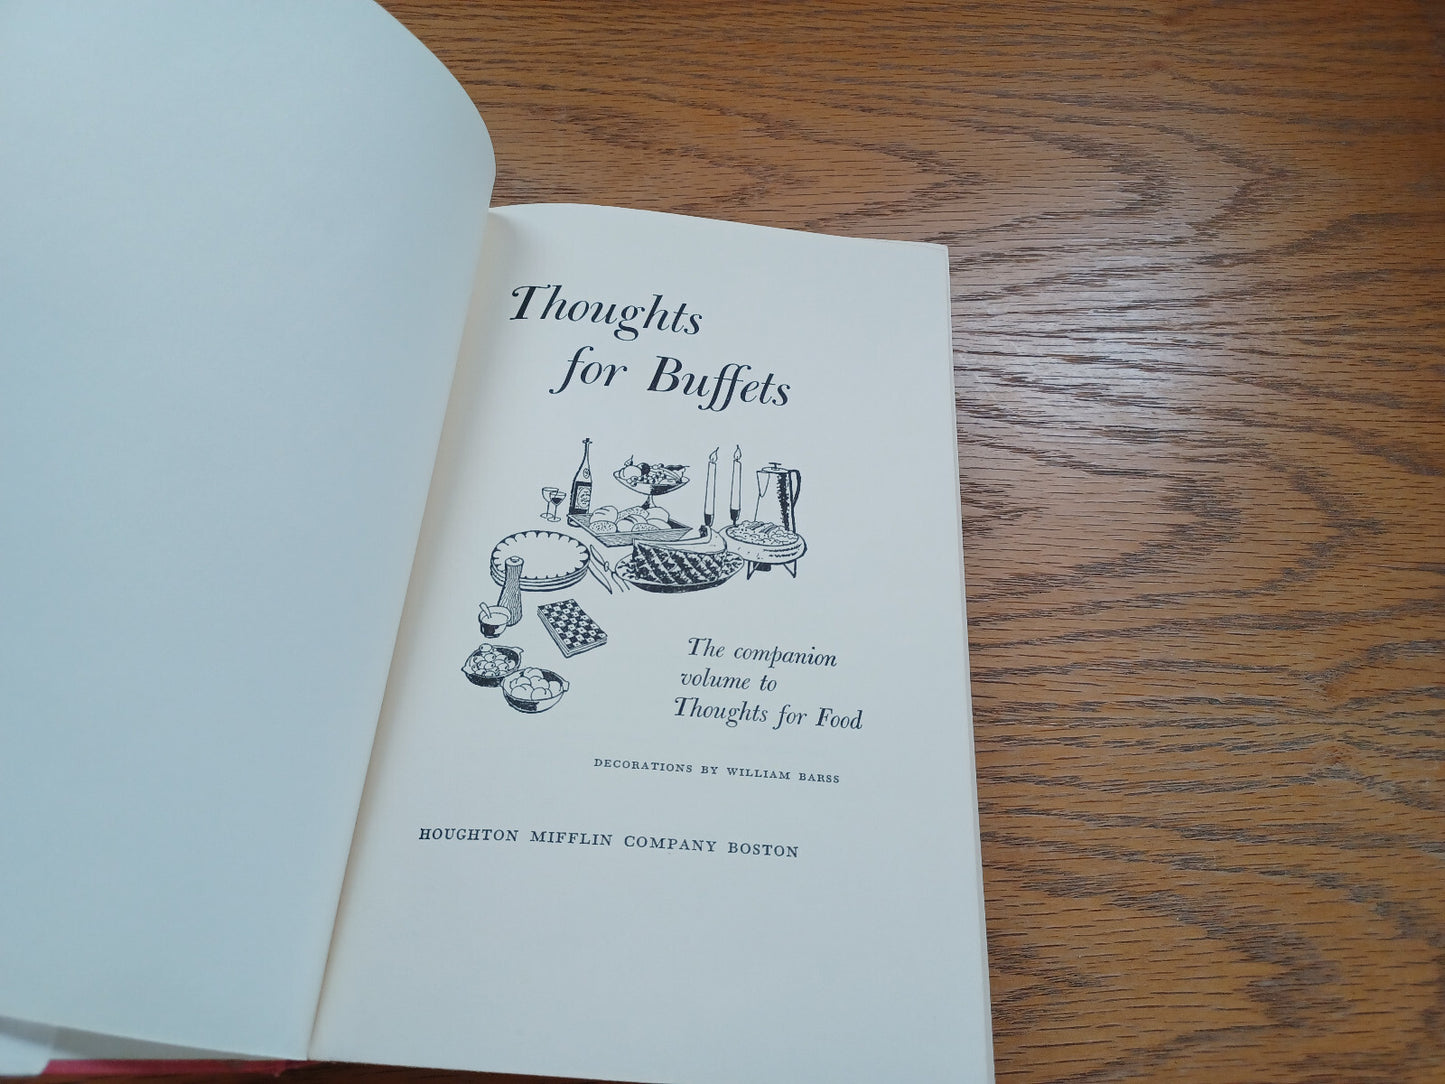 Thoughts
for Buffets
The companion
volume to
Thoughts for Food
DECORATIONS BY WILLIAM BARSS
HOUGHTON MIFFLIN COMPANY BOSTON